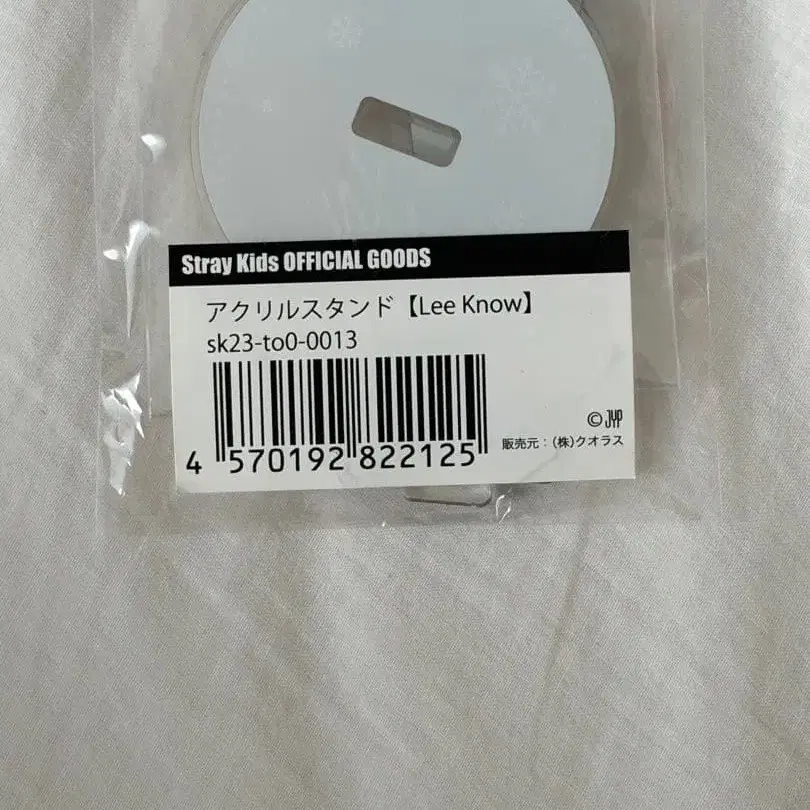 Stray Kids OFFICIAL GOODS
アクリルスタンド【Lee Know】
sk23-to0-0013
© JYP
販売元：(株)クオラス
4 570192 822125